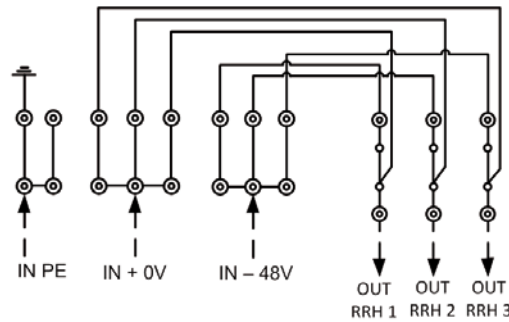 IN PE
IN + 0V
IN – 48V
OUT
RRH 1
OUT
RRH 2
OUT
RRH 3